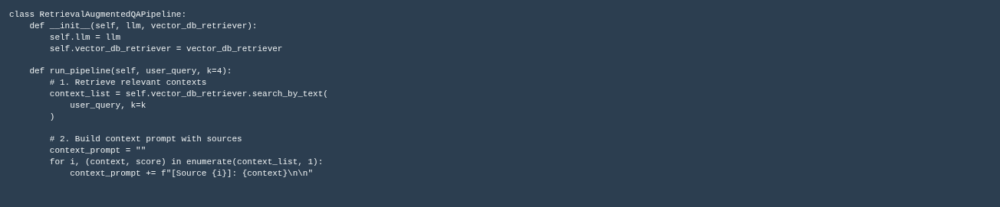 class RetrievalAugmentedQAPipeline:
    def __init__(self, llm, vector_db_retriever):
        self.llm = llm
        self.vector_db_retriever = vector_db_retriever

    def run_pipeline(self, user_query, k=4):
        # 1. Retrieve relevant contexts
        context_list = self.vector_db_retriever.search_by_text(
            user_query, k=k
        )

        # 2. Build context prompt with sources
        context_prompt = ""
        for i, (context, score) in enumerate(context_list, 1):
            context_prompt += f"[Source {i}]: {context}\n\n"